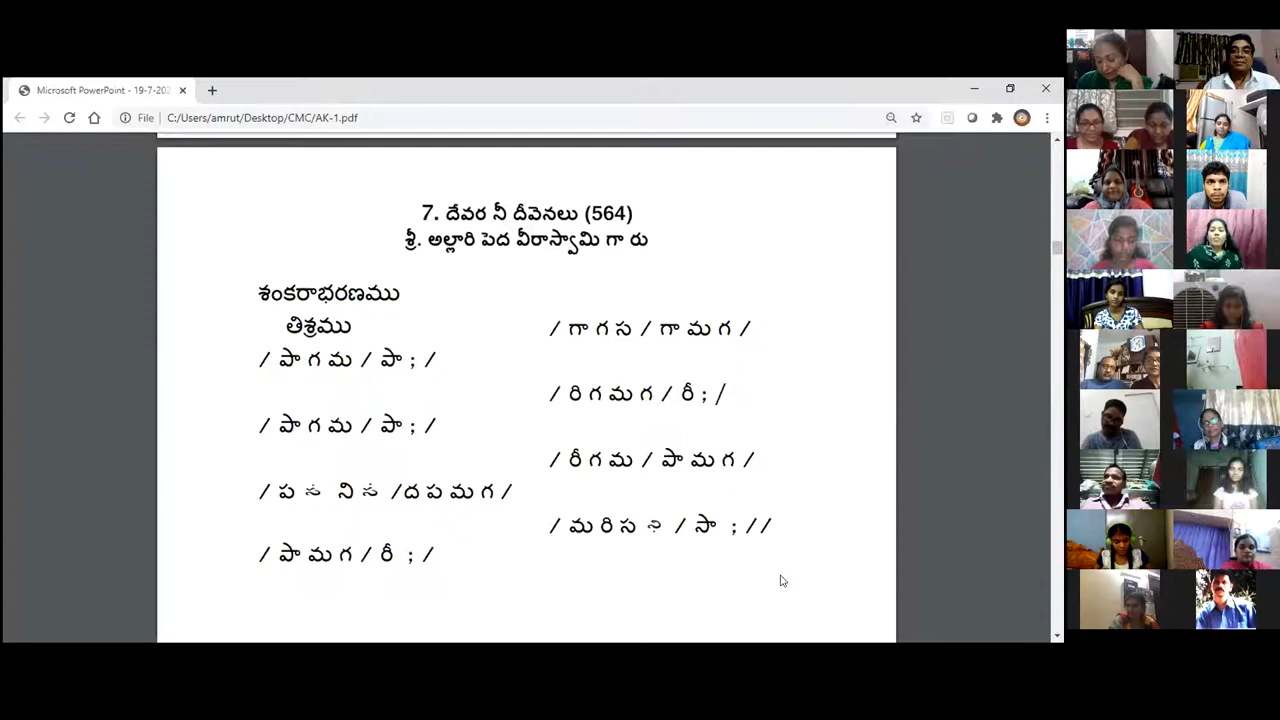 Microsoft PowerPoint - 19-7-202
File
C:/Users/amrut/Desktop/CMC/AK-1.pdf
7. దేవర నీ దీవెనలు (564)
శ్రీ. అల్లారి పెద వీరాస్వామి గా రు
శంకరాభరణము
తిశ్రము
/ పా గ మ / పా ; /
/ పా గ మ / పా ; /
/ ప స ని స /ద ప మ గ /
/ పా మ గ / రీ ; /
/ గా గ స / గా మ గ /
/ రి గ మ గ / రీ ; /
/ రీ గ మ / పా మ గ /
/ మ రి స ని / సా ; / /